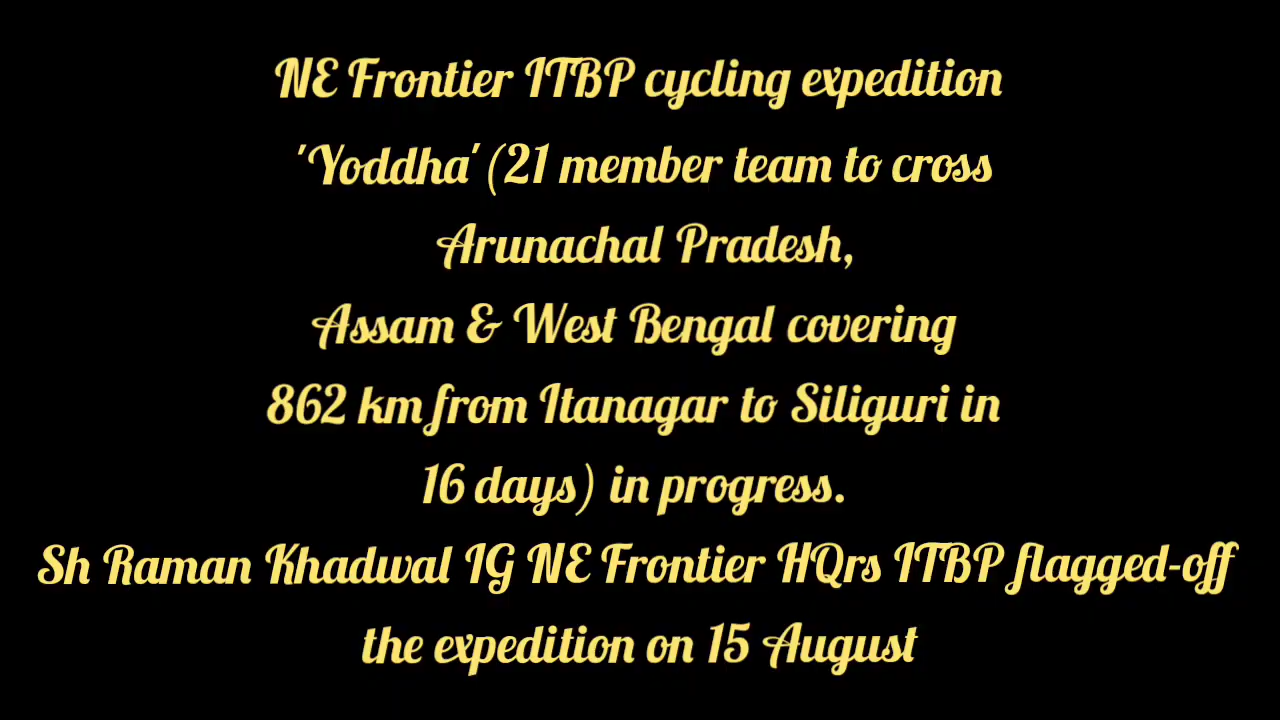 NE Frontier ITBP cycling expedition
'Yoddha' (21 member team to cross
Arunachal Pradesh,
Assam & West Bengal covering
862 km from Itanagar to Siliguri in
16 days) in progress.
Sh Raman Khadwal IG NE Frontier HQrs ITBP flagged-off
the expedition on 15 August